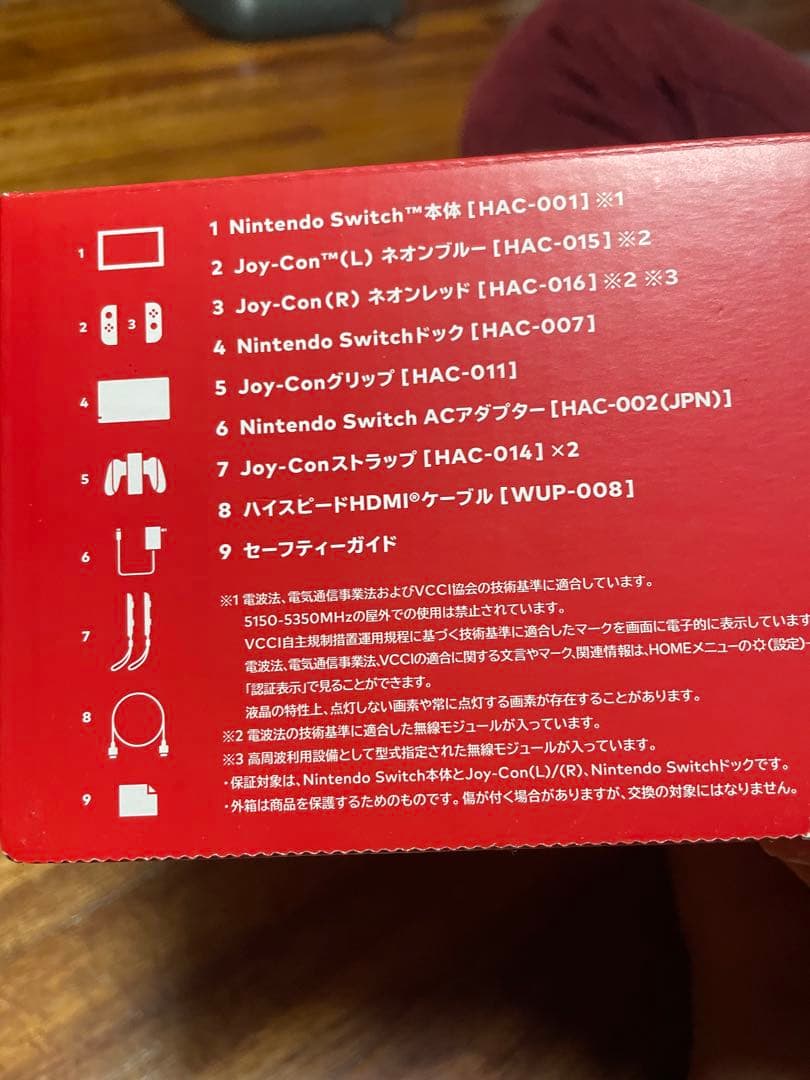 1 Nintendo Switch™本体 [HAC-001] ※1
2 Joy-Con™(L) ネオンブルー [HAC-015] ※2
3 Joy-Con(R) ネオンレッド [HAC-016] ※2 ※3
4 Nintendo Switchドック [HAC-007]
5 Joy-Conグリップ [HAC-011]
6 Nintendo Switch ACアダプター [HAC-002(JPN)]
7 Joy-Conストラップ [HAC-014] ×2
8 ハイスピードHDMI®ケーブル [WUP-008]
9 セーフティーガイド
※1 電波法、電気通信事業法およびVCCI協会の技術基準に適合しています。
5150-5350MHzの屋外での使用は禁止されています。
VCCI自主規制措置運用規程に基づく技術基準に適合したマークを画面に電子的に表示しています
電波法、電気通信事業法、VCCIの適合に関する文言やマーク、関連情報は、HOMEメニューの(設定)→
「認証表示」で見ることができます。
液晶の特性上、点灯しない画素や常に点灯する画素が存在することがあります。
※2 電波法の技術基準に適合した無線モジュールが入っています。
※3 高周波利用設備として型式指定された無線モジュールが入っています。
・保証対象は、Nintendo Switch本体とJoy-Con(L)/(R)、Nintendo Switchドックです。
・外箱は商品を保護するためのものです。傷が付く場合がありますが、交換の対象にはなりません。
1
2 3
4
5
6
7
8
9